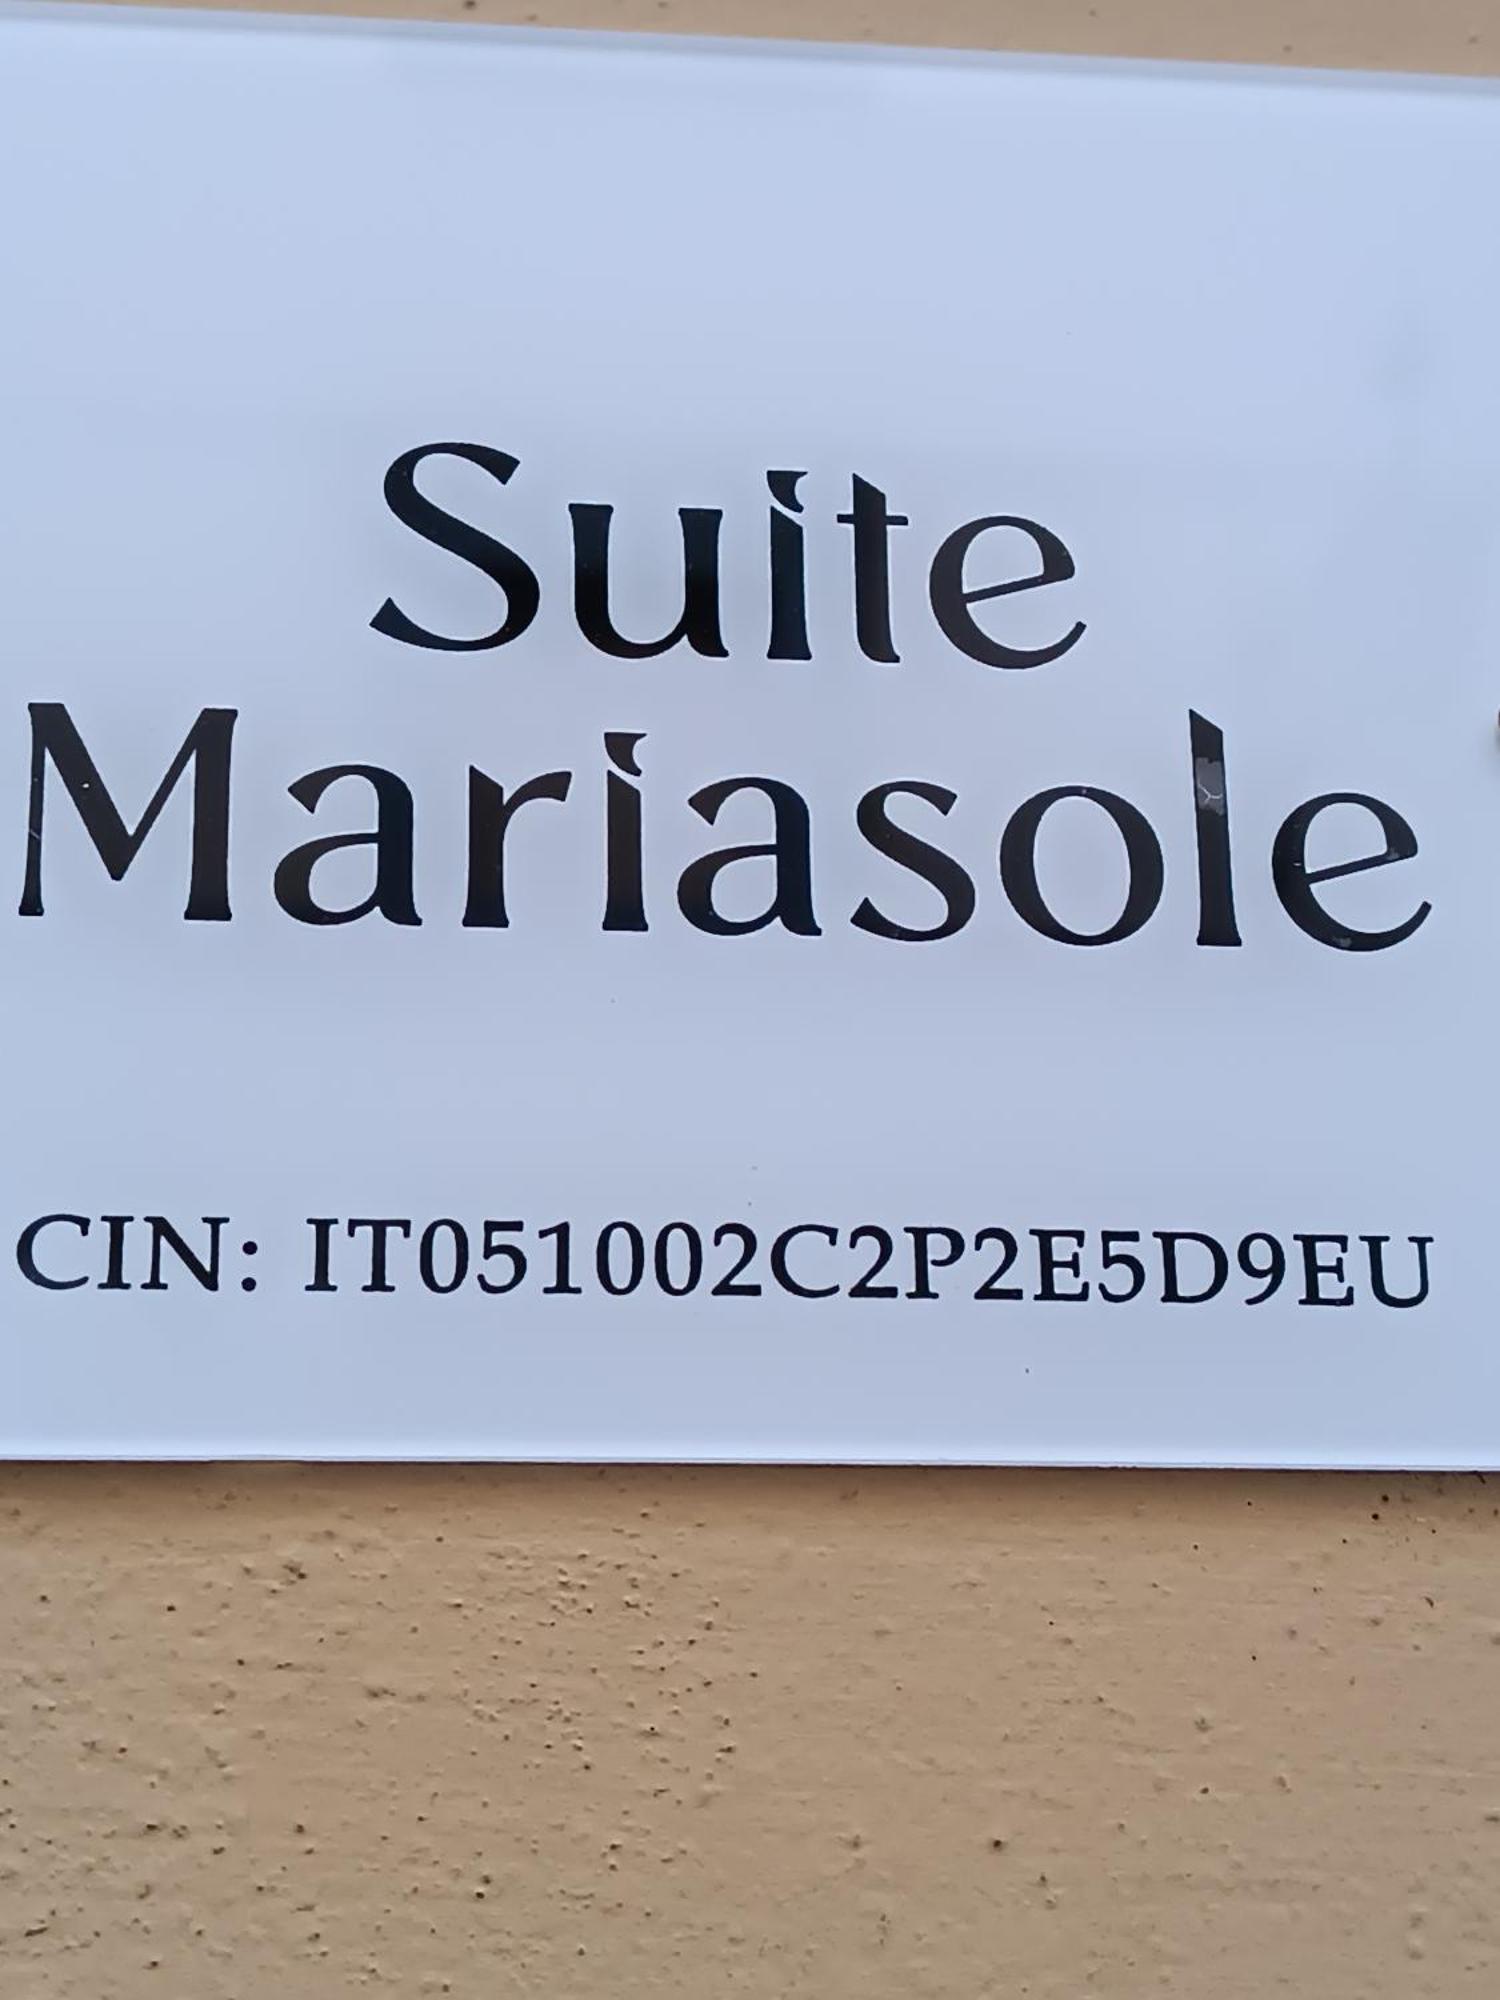 Suite
Mariasole
CIN: IT051002C2P2E5D9EU